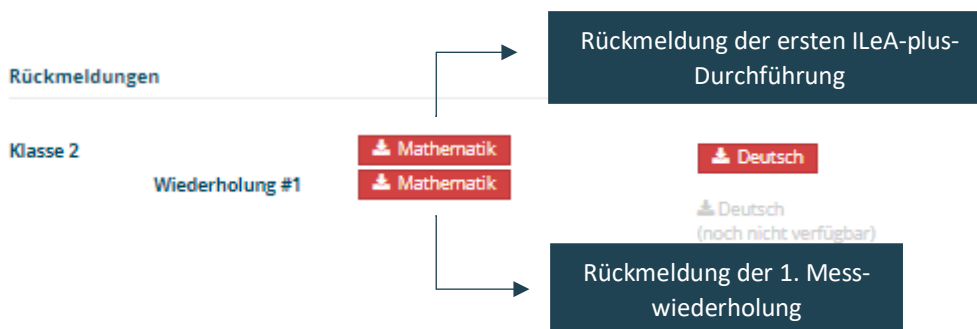 Rückmeldung der ersten ILeA-plus-
Durchführung
Rückmeldungen
Klasse 2
Mathematik
Deutsch
Wiederholung #1
Mathematik
Deutsch
(noch nicht verfügbar)
Rückmeldung der 1. Mess-
wiederholung